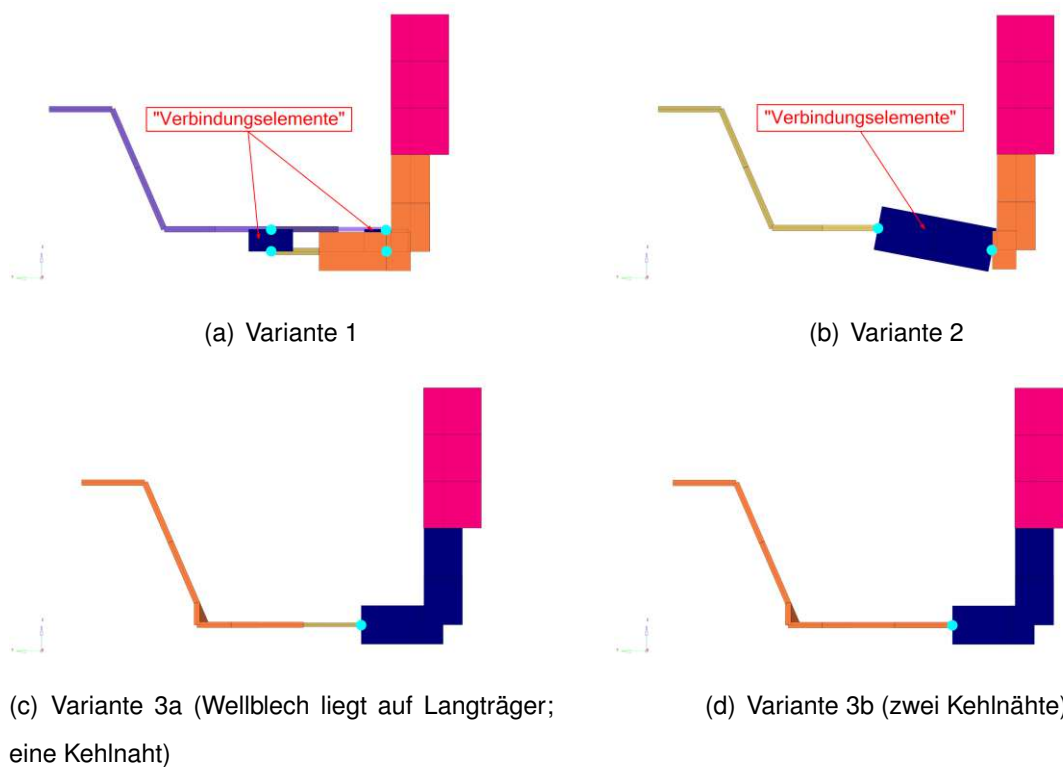 "Verbindungselemente"
"Verbindungselemente"
(a) Variante 1
(b) Variante 2
(c) Variante 3a (Wellblech liegt auf Langträger;
eine Kehlnaht)
(d) Variante 3b (zwei Kehlnähte)